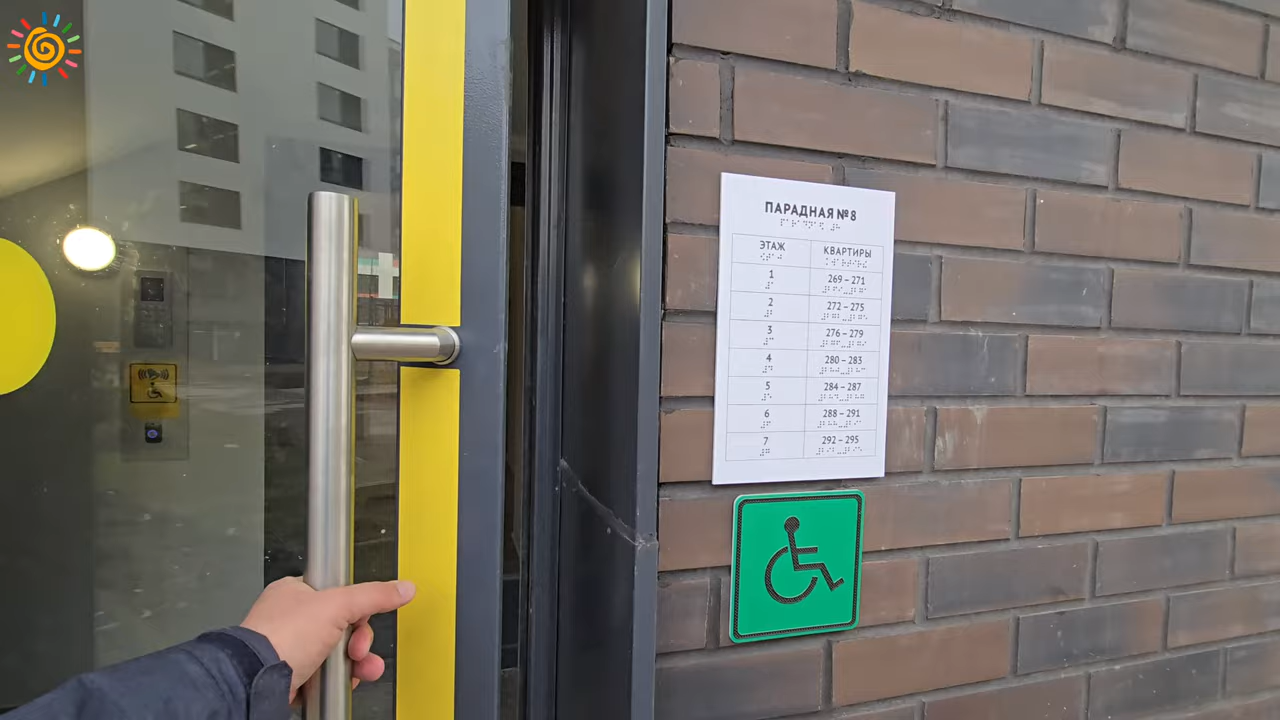 ПАРАДНАЯ №8
ЭТАЖ КВАРТИРЫ
1 269 – 271
2 272 – 275
3 276 – 279
4 280 – 283
5 284 – 287
6 288 – 291
7 292 – 295